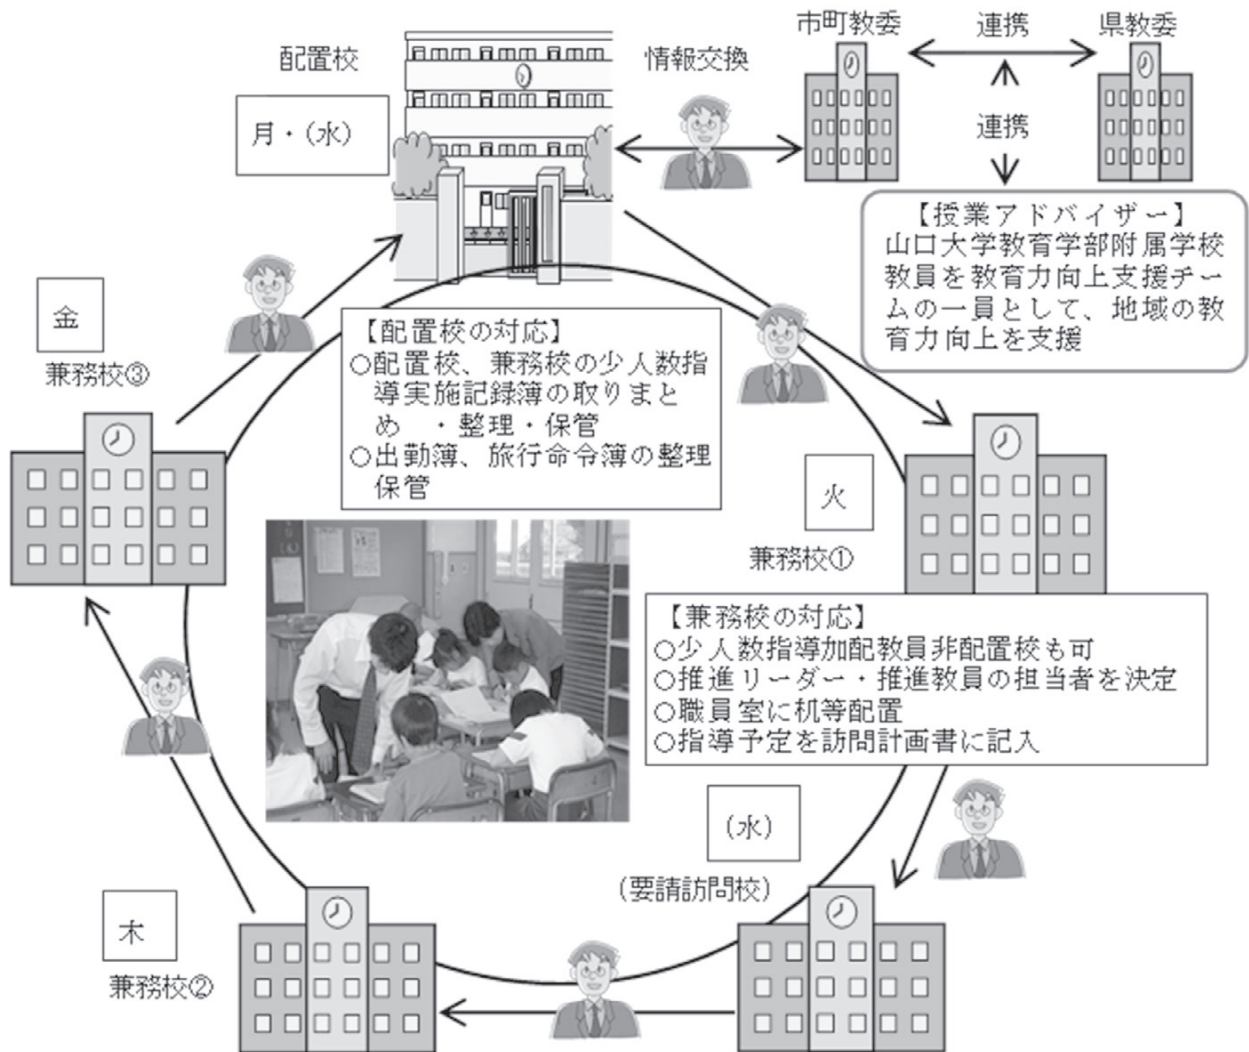 市町教委
連携
県教委
配置校
情報交換
月・(水)
連携
【授業アドバイザー】
山口大学教育学部附属学校
教員を教育力向上支援チー
ムの一員として、地域の教
育力向上を支援
金
兼務校③
【配置校の対応】
○配置校、兼務校の少人数指
導実施記録簿の取りまと
め ・整理・保管
○出勤簿、旅行命令簿の整理
保管
火
兼務校①
【兼務校の対応】
○少人数指導加配教員非配置校も可
○推進リーダー・推進教員の担当者を決定
○職員室に机等配置
○指導予定を訪問計画書に記入
(水)
(要請訪問校)
木
兼務校②